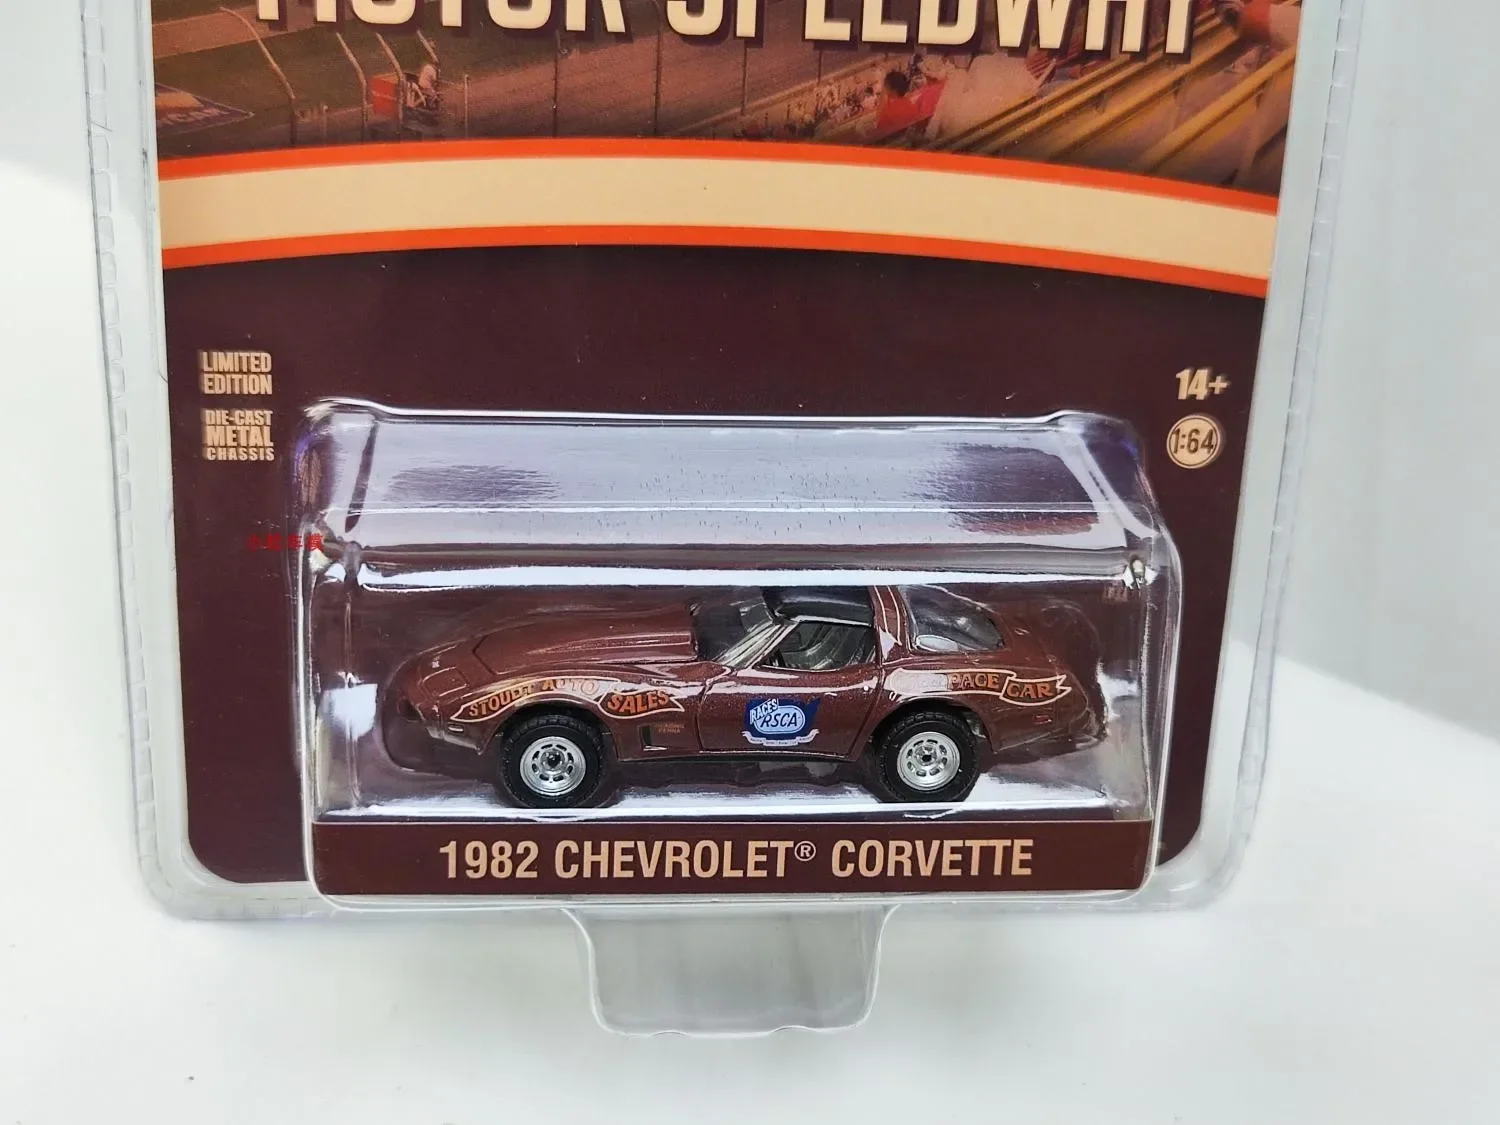 MOTOR SPEEDWAY
LIMITED
EDITION
DIE-CAST
METAL
CHASSIS
14+
1:64
STOUDT AUTO SALES
PACE CAR
RACES
RSCA
1982 CHEVROLET® CORVETTE